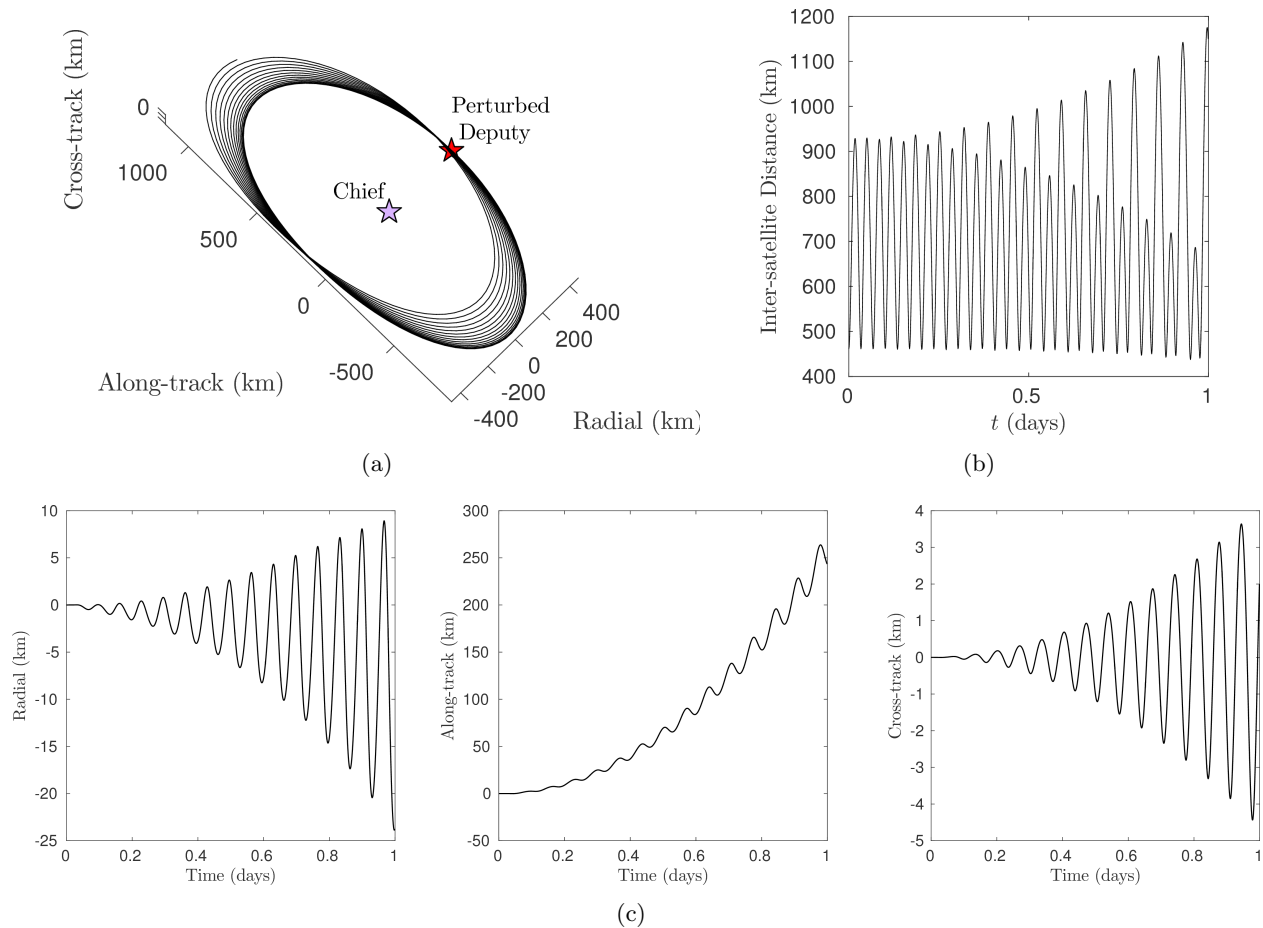 Cross-track (km)
0
1000
500
0
-500
Along-track (km)
Perturbed
Deputy
Chief
400
200
0
-200
-400
Radial (km)
(a)
Inter-satellite Distance (km)
1200
1100
1000
900
800
700
600
500
400
0 0.5 1
t (days)
(b)
Radial (km)
10
5
0
-5
-10
-15
-20
-25
0 0.2 0.4 0.6 0.8 1
Time (days)
Along-track (km)
300
250
200
150
100
50
0
-50
0 0.2 0.4 0.6 0.8 1
Time (days)
Cross-track (km)
4
3
2
1
0
-1
-2
-3
-4
-5
0 0.2 0.4 0.6 0.8 1
Time (days)
(c)